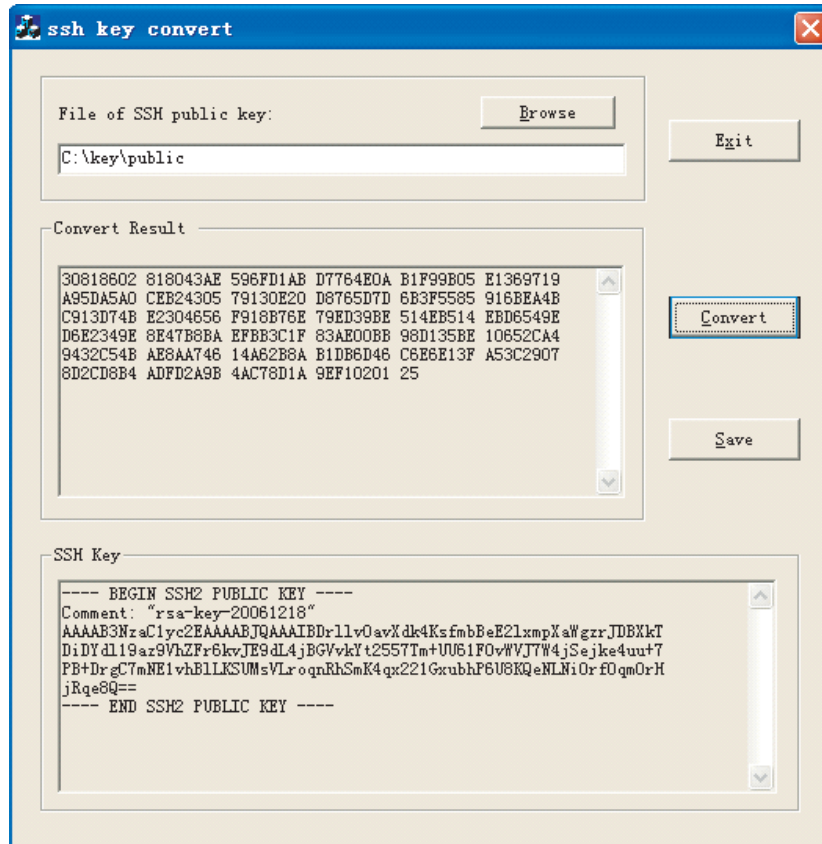 ssh key convert
File of SSH public key:
Browse
C:\key\public
Exit
Convert Result
30818602 818043AE 596FD1AB D7764E0A B1F99B05 E1369719
A95DA5A0 CEB24305 79130E20 D8765D7D 6B3F5585 916BEA4B
C913D74B E2304656 F918B76E 79ED39BE 514EB514 EBD6549E
D6E2349E 8E47B8BA EFBB3C1F 83AE00BB 98D135BE 10652CA4
9432C54B AE8AA746 14A62B8A B1DB6D46 C6E6E13F A53C2907
8D2CD8B4 ADFD2A9B 4AC78D1A 9EF10201 25
Convert
Save
SSH Key
---- BEGIN SSH2 PUBLIC KEY ----
Comment: "rsa-key-20061218"
AAAAB3NzaC1yc2EAAAABJQAAAIBDrllvOavXdk4KsfmbBeE2lxmpXaWgzrJDBXkT
DiDYdl19az9VhZFr6kvJE9dL4jBGVvkYt2557Tm+UU61FOvWVJ7W4jSejke4uu+7
PB+DrgC7mNE1vhBlLKSUMsVLroqnRhSmK4qx221GxubhP6U8KQeNLNi0rf0qm0rH
jRqe8Q==
---- END SSH2 PUBLIC KEY ----